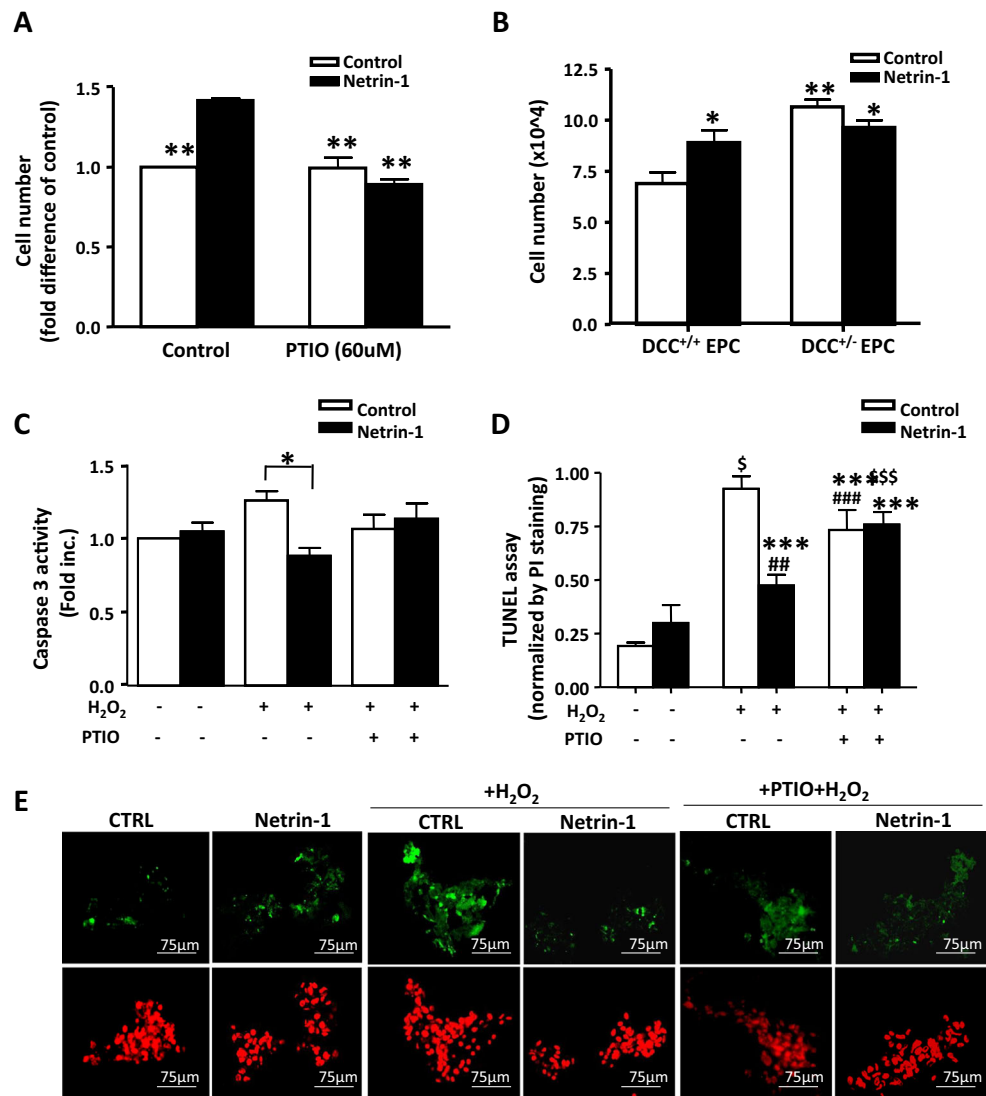 A
Control
Netrin-1
Cell number
(fold difference of control)
1.5
1.0
0.5
0.0
**
**
**
Control
PTIO (60uM)
B
Control
Netrin-1
Cell number (x10^4)
12.5
10.0
7.5
5.0
2.5
0.0
*
**
*
DCC+/+ EPC
DCC+/- EPC
C
Control
Netrin-1
Caspase 3 activity
(Fold inc.)
1.5
1.0
0.5
0.0
*
H2O2 - - + + + +
PTIO - - - - + +
D
Control
Netrin-1
TUNEL assay
(normalized by PI staining)
1.00
0.75
0.50
0.25
0.00
$
***
##
***
###
$$$
***
H2O2 - - + + + +
PTIO - - - - + +
E
+H2O2
+PTIO+H2O2
CTRL Netrin-1 CTRL Netrin-1 CTRL Netrin-1
75µm 75µm 75µm 75µm 75µm 75µm
75µm 75µm 75µm 75µm 75µm 75µm